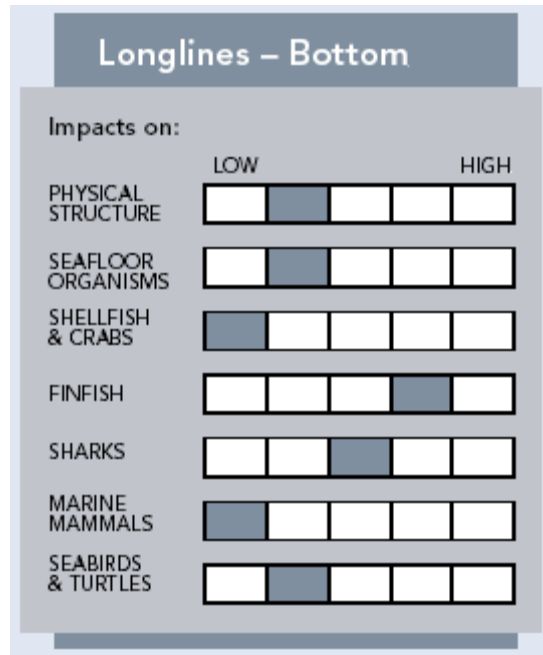 Longlines – Bottom
Impacts on:
LOW HIGH
PHYSICAL
STRUCTURE
SEAFLOOR
ORGANISMS
SHELLFISH
& CRABS
FINFISH
SHARKS
MARINE
MAMMALS
SEABIRDS
& TURTLES